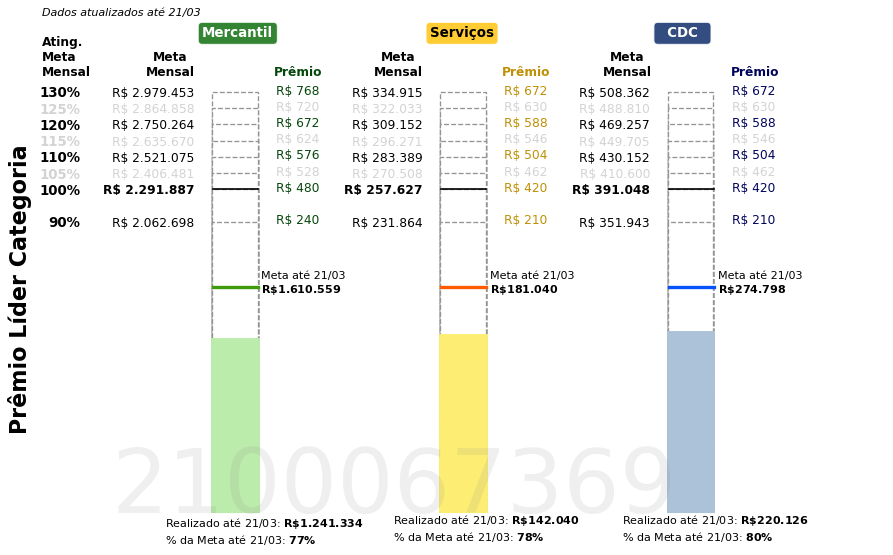 Dados atualizados até 21/03
Mercantil Serviços CDC
Ating. Meta Mensal Meta Mensal Prêmio Meta Mensal Prêmio Meta Mensal Prêmio
130% R$ 2.979.453 R$ 768 R$ 334.915 R$ 672 R$ 508.362 R$ 672
125% R$ 2.864.858 R$ 720 R$ 322.033 R$ 630 R$ 488.810 R$ 630
120% R$ 2.750.264 R$ 672 R$ 309.152 R$ 588 R$ 469.257 R$ 588
115% R$ 2.635.670 R$ 624 R$ 296.271 R$ 546 R$ 449.705 R$ 546
110% R$ 2.521.075 R$ 576 R$ 283.389 R$ 504 R$ 430.152 R$ 504
105% R$ 2.406.481 R$ 528 R$ 270.508 R$ 462 R$ 410.600 R$ 462
100% R$ 2.291.887 R$ 480 R$ 257.627 R$ 420 R$ 391.048 R$ 420
90% R$ 2.062.698 R$ 240 R$ 231.864 R$ 210 R$ 351.943 R$ 210
Prêmio Líder Categoria
Meta até 21/03 Meta até 21/03 Meta até 21/03
R$1.610.559 R$181.040 R$274.798
2100067369
Realizado até 21/03: R$1.241.334 Realizado até 21/03: R$142.040 Realizado até 21/03: R$220.126
% da Meta até 21/03: 77% % da Meta até 21/03: 78% % da Meta até 21/03: 80%